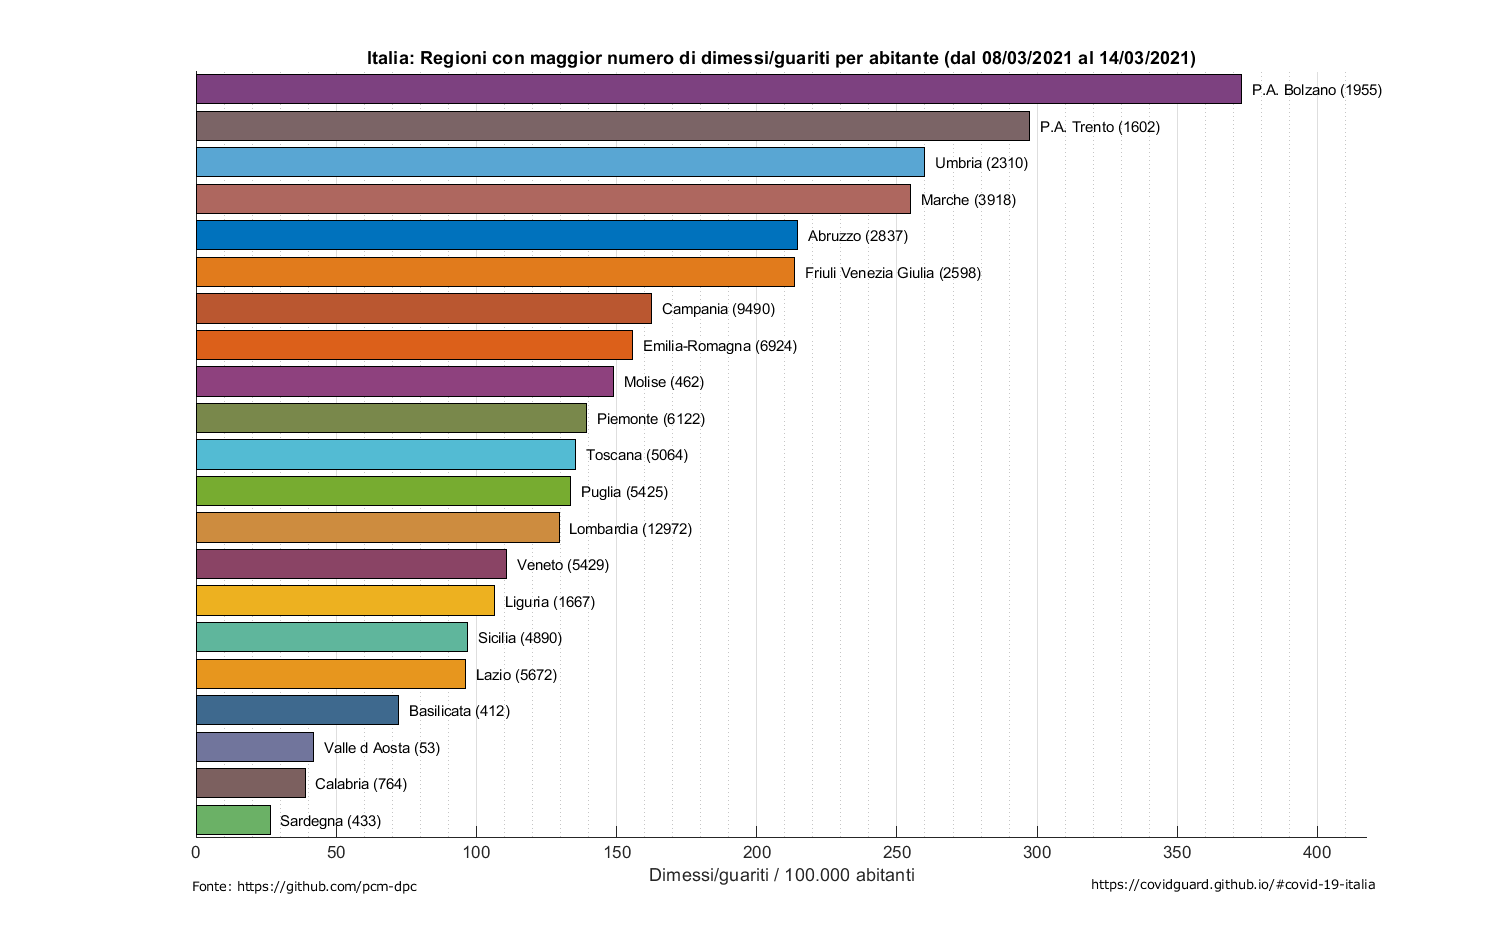 Italia: Regioni con maggior numero di dimessi/guariti per abitante (dal 08/03/2021 al 14/03/2021)
P.A. Bolzano (1955)
P.A. Trento (1602)
Umbria (2310)
Marche (3918)
Abruzzo (2837)
Friuli Venezia Giulia (2598)
Campania (9490)
Emilia-Romagna (6924)
Molise (462)
Piemonte (6122)
Toscana (5064)
Puglia (5425)
Lombardia (12972)
Veneto (5429)
Liguria (1667)
Sicilia (4890)
Lazio (5672)
Basilicata (412)
Valle d Aosta (53)
Calabria (764)
Sardegna (433)
0 50 100 150 200 250 300 350 400
Dimessi/guariti / 100.000 abitanti
Fonte: https://github.com/pcm-dpc
https://covidguard.github.io/#covid-19-italia